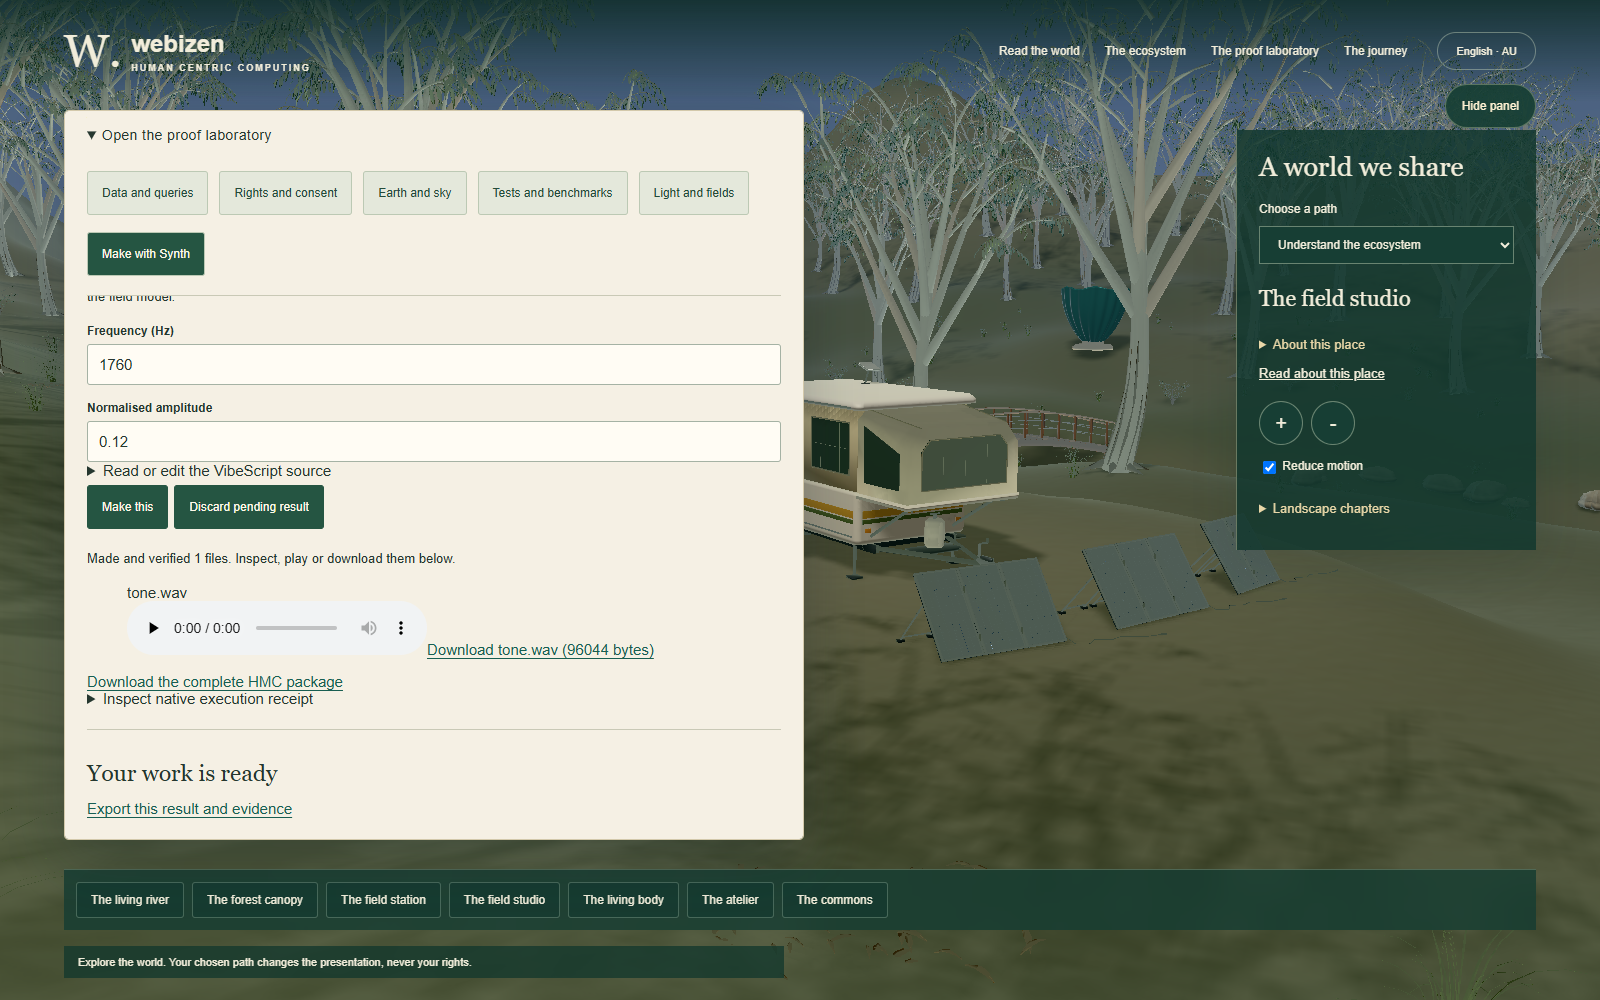 W.
webizen
HUMAN CENTRIC COMPUTING
Read the world
The ecosystem
The proof laboratory
The journey
English · AU
Hide panel
Open the proof laboratory
Data and queries
Rights and consent
Earth and sky
Tests and benchmarks
Light and fields
Make with Synth
the field model.
Frequency (Hz)
1760
Normalised amplitude
0.12
Read or edit the VibeScript source
Make this
Discard pending result
Made and verified 1 files. Inspect, play or download them below.
tone.wav
0:00 / 0:00
Download tone.wav (96044 bytes)
Download the complete HMC package
Inspect native execution receipt
Your work is ready
Export this result and evidence
A world we share
Choose a path
Understand the ecosystem
The field studio
About this place
Read about this place
+
-
Reduce motion
Landscape chapters
The living river
The forest canopy
The field station
The field studio
The living body
The atelier
The commons
Explore the world. Your chosen path changes the presentation, never your rights.